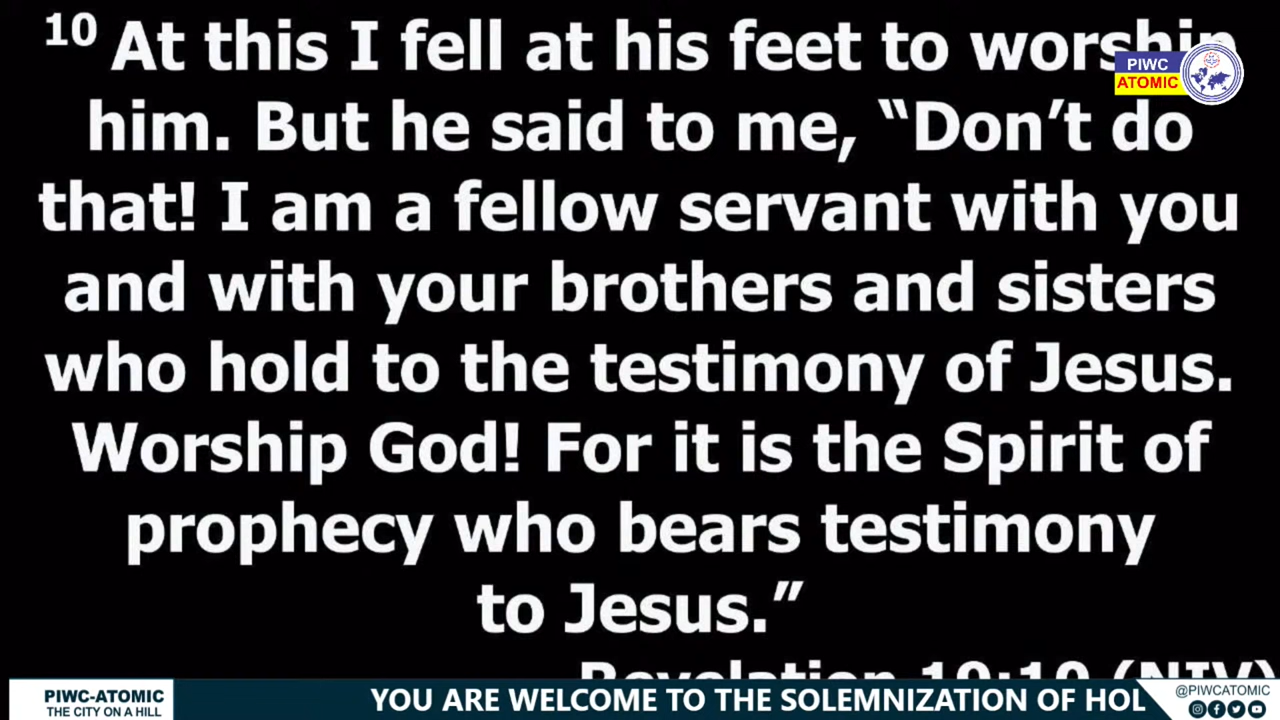 10 At this I fell at his feet to worship
him. But he said to me, “Don’t do
that! I am a fellow servant with you
and with your brothers and sisters
who hold to the testimony of Jesus.
Worship God! For it is the Spirit of
prophecy who bears testimony
to Jesus.”
Revelation 19:10 (NIV)
PIWC
ATOMIC
PIWC-ATOMIC
THE CITY ON A HILL
YOU ARE WELCOME TO THE SOLEMNIZATION OF HOL
@PIWCATOMIC